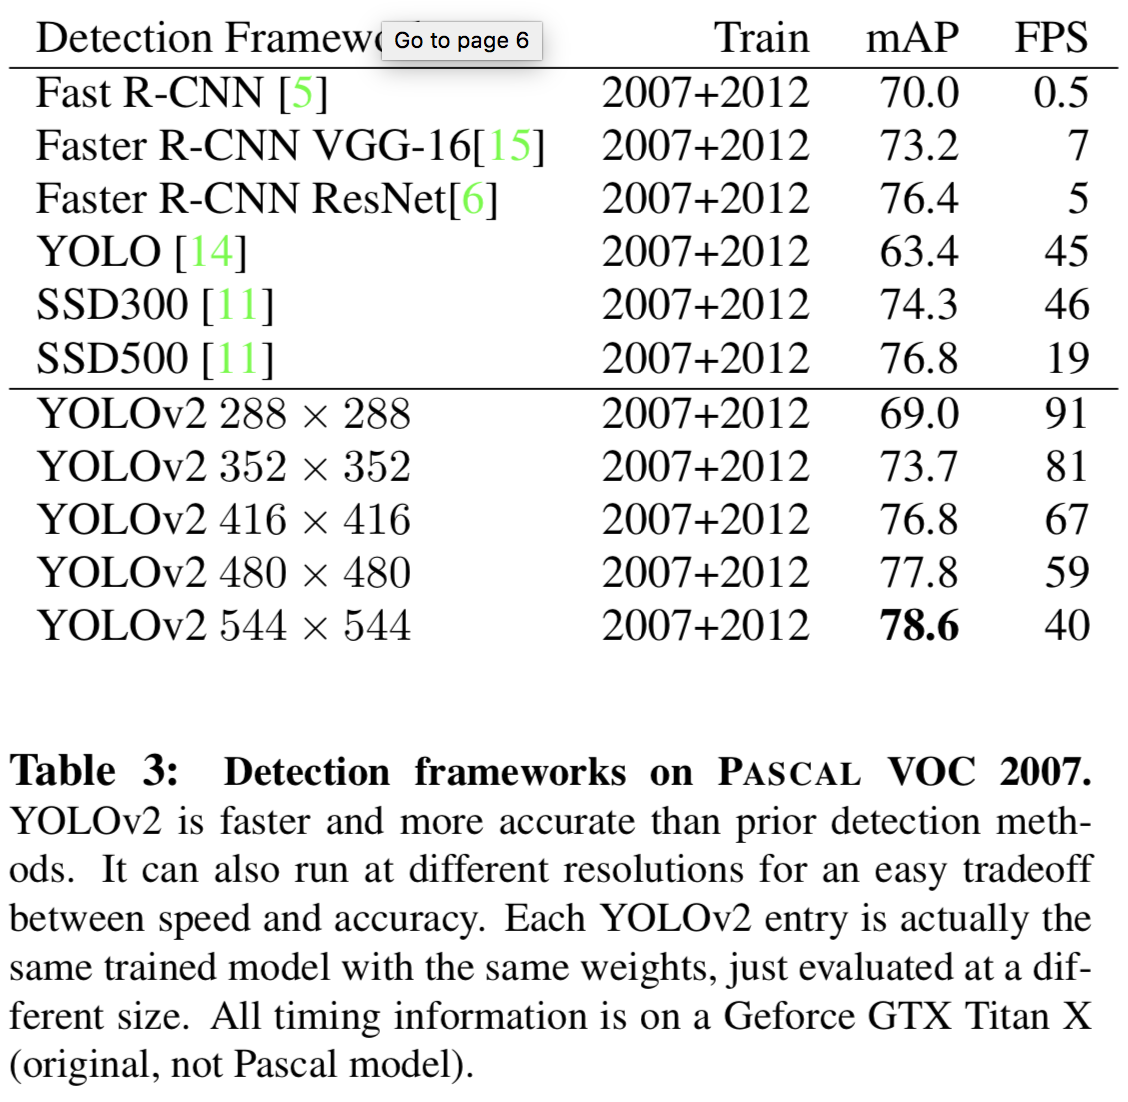 Detection Framew Train mAP FPS
Go to page 6
Fast R-CNN [5] 2007+2012 70.0 0.5
Faster R-CNN VGG-16[15] 2007+2012 73.2 7
Faster R-CNN ResNet[6] 2007+2012 76.4 5
YOLO [14] 2007+2012 63.4 45
SSD300 [11] 2007+2012 74.3 46
SSD500 [11] 2007+2012 76.8 19
YOLOv2 288 × 288 2007+2012 69.0 91
YOLOv2 352 × 352 2007+2012 73.7 81
YOLOv2 416 × 416 2007+2012 76.8 67
YOLOv2 480 × 480 2007+2012 77.8 59
YOLOv2 544 × 544 2007+2012 78.6 40
Table 3: Detection frameworks on PASCAL VOC 2007.
YOLOv2 is faster and more accurate than prior detection meth-
ods. It can also run at different resolutions for an easy tradeoff
between speed and accuracy. Each YOLOv2 entry is actually the
same trained model with the same weights, just evaluated at a dif-
ferent size. All timing information is on a Geforce GTX Titan X
(original, not Pascal model).